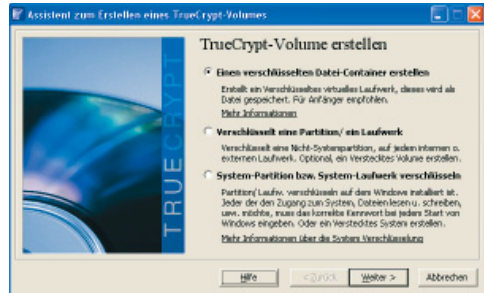 Assistent zum Erstellen eines TrueCrypt-Volumes
TRUECRYPT
TrueCrypt-Volume erstellen
Einen verschlüsselten Datei-Container erstellen
Erstellt ein Verschlüsseltes virtuelles Laufwerk, dieses wird als
Datei gespeichert. Für Anfänger empfohlen.
Mehr Informationen
Verschlüsselt eine Partition/ ein Laufwerk
Verschlüsselt eine Nicht-Systempartition, auf jedem internen o.
externen Laufwerk. Optional, ein Verstecktes Volume erstellen.
System-Partition bzw. System-Laufwerk verschlüsseln
Partition/ Laufw. verschlüsseln auf dem Windows installiert ist.
Jeder der den Zugang zum System, Dateien lesen u. schreiben,
usw. möchte, muss das korrekte Kennwort bei jedem Start von
Windows eingeben. Oder ein Verstecktes System erstellen.
Mehr Informationen über die System Verschlüsselung
Hilfe
< Zurück
Weiter >
Abbrechen